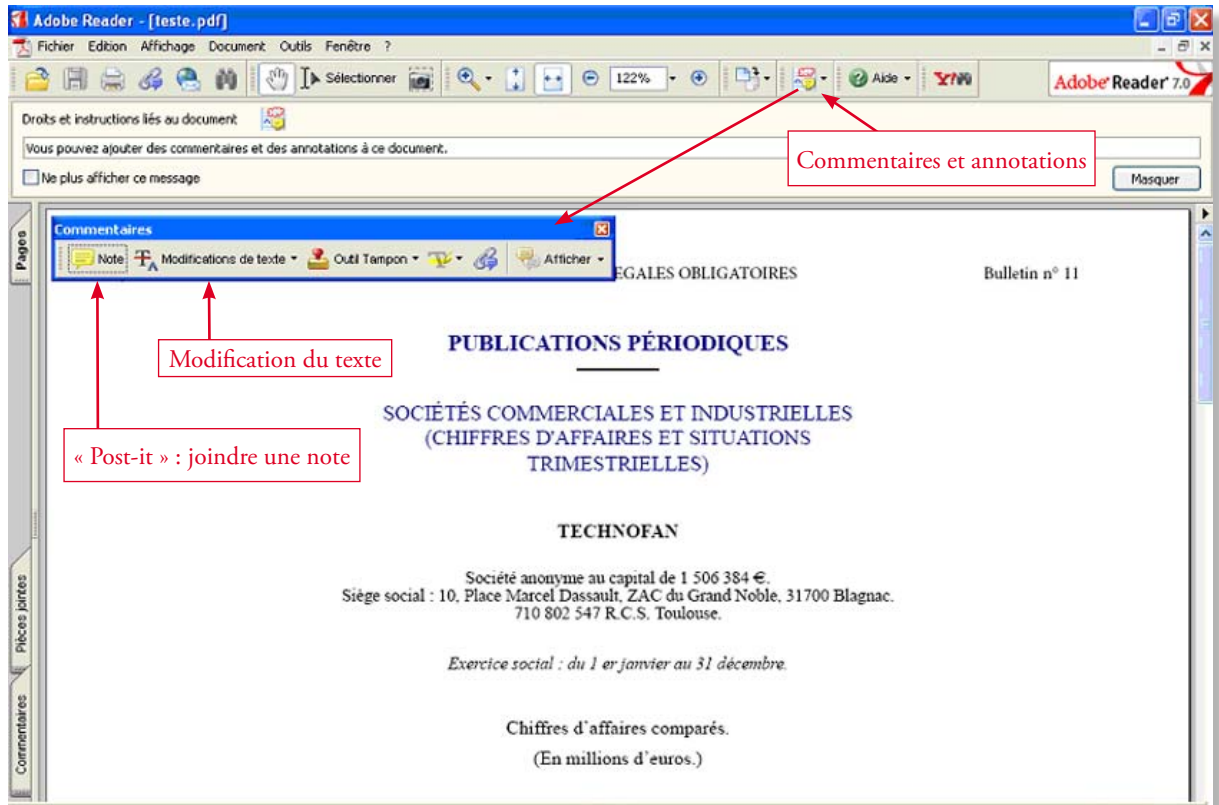 Adobe Reader - [teste.pdf]
Fichier Edition Affichage Document Outils Fenêtre ?
Sélectionner 122% Aide Y! Adobe Reader 7.0
Droits et instructions liés au document
Vous pouvez ajouter des commentaires et des annotations à ce document.
Commentaires et annotations
Ne plus afficher ce message
Masquer
Pages
Commentaires
Note Modifications de texte Outil Tampon Afficher
EGALES OBLIGATOIRES Bulletin n° 11
PUBLICATIONS PÉRIODIQUES
Modification du texte
SOCIÉTÉS COMMERCIALES ET INDUSTRIELLES
(CHIFFRES D'AFFAIRES ET SITUATIONS
TRIMESTRIELLES)
« Post-it » : joindre une note
TECHNOFAN
Société anonyme au capital de 1 506 384 €.
Siège social : 10, Place Marcel Dassault, ZAC du Grand Noble, 31700 Blagnac.
710 802 547 R.C.S. Toulouse.
Pièces jointes
Exercice social : du 1 er janvier au 31 décembre.
Commentaires
Chiffres d'affaires comparés.
(En millions d'euros.)